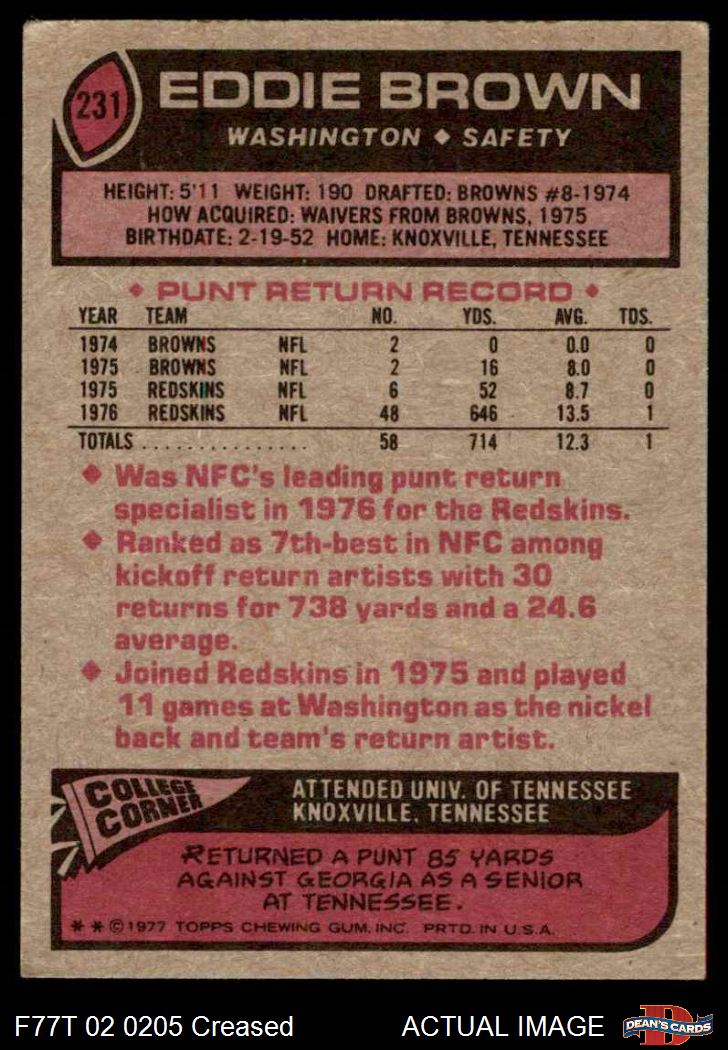 231
EDDIE BROWN
WASHINGTON ◆ SAFETY
HEIGHT: 5'11 WEIGHT: 190 DRAFTED: BROWNS #8-1974
HOW ACQUIRED: WAIVERS FROM BROWNS, 1975
BIRTHDATE: 2-19-52 HOME: KNOXVILLE, TENNESSEE
◆ PUNT RETURN RECORD ◆
YEAR TEAM NO. YDS. AVG. TDS.
1974 BROWNS NFL 2 0 0.0 0
1975 BROWNS NFL 2 16 8.0 0
1975 REDSKINS NFL 6 52 8.7 0
1976 REDSKINS NFL 48 646 13.5 1
TOTALS ............... 58 714 12.3 1
◆ Was NFC's leading punt return
specialist in 1976 for the Redskins.
◆ Ranked as 7th-best in NFC among
kickoff return artists with 30
returns for 738 yards and a 24.6
average.
◆ Joined Redskins in 1975 and played
11 games at Washington as the nickel
back and team's return artist.
COLLEGE
CORNER
ATTENDED UNIV. OF TENNESSEE
KNOXVILLE, TENNESSEE
RETURNED A PUNT 85 YARDS
AGAINST GEORGIA AS A SENIOR
AT TENNESSEE.
* * © 1977 TOPPS CHEWING GUM, INC. PRTD. IN U.S.A.
F77T 02 0205 Creased ACTUAL IMAGE
D
DEAN'S CARDS